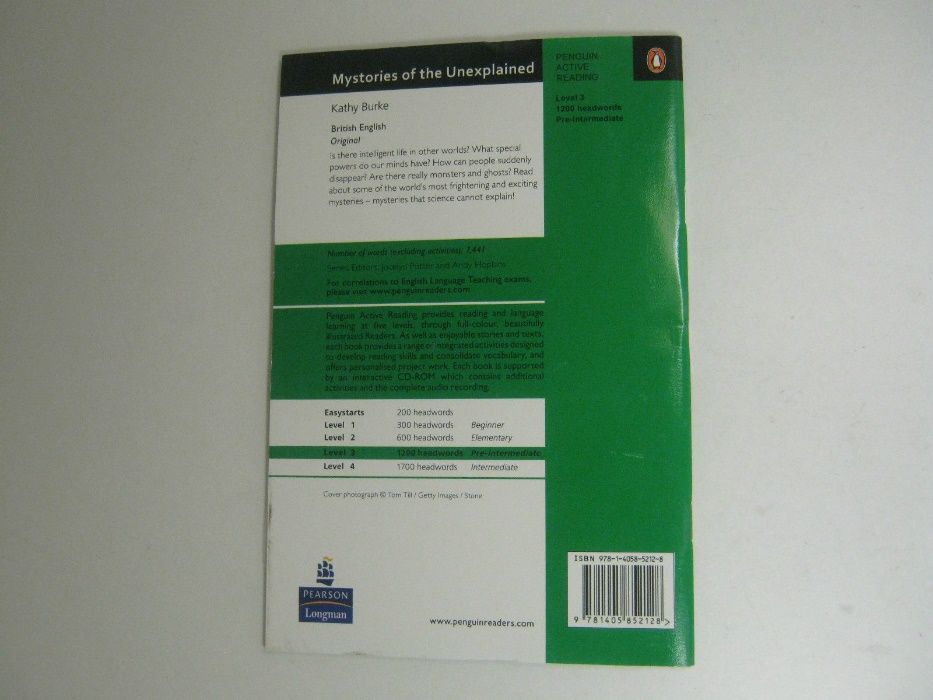 Mysteries of the Unexplained
Kathy Burke
British English
Original
Is there intelligent life in other worlds? What special
powers do our minds have? How can people suddenly
disappear? Are there really monsters and ghosts? Read
about some of the world's most frightening and exciting
mysteries – mysteries that science cannot explain!
Number of words (excluding activities): 7,441
Series Editors: Jocelyn Potter and Andy Hopkins
For correlations to English Language Teaching exams,
please visit www.penguinreaders.com
Penguin Active Reading provides reading and language
learning at five levels, through full-colour, beautifully
illustrated Readers. As well as enjoyable stories and texts,
each book provides a range of integrated activities designed
to develop reading skills and consolidate vocabulary, and
offers personalised project work. Each book is supported
by an interactive CD-ROM which contains additional
activities and the complete audio recording.
Easystarts 200 headwords
Level 1 300 headwords Beginner
Level 2 600 headwords Elementary
Level 3 1200 headwords Pre-Intermediate
Level 4 1700 headwords Intermediate
Cover photograph © Tom Till / Getty Images / Stone
PEARSON
Longman
www.penguinreaders.com
PENGUIN
ACTIVE
READING
Level 3
1200 headwords
Pre-Intermediate
ISBN 978-1-4058-5212-8
9 781405 852128 >